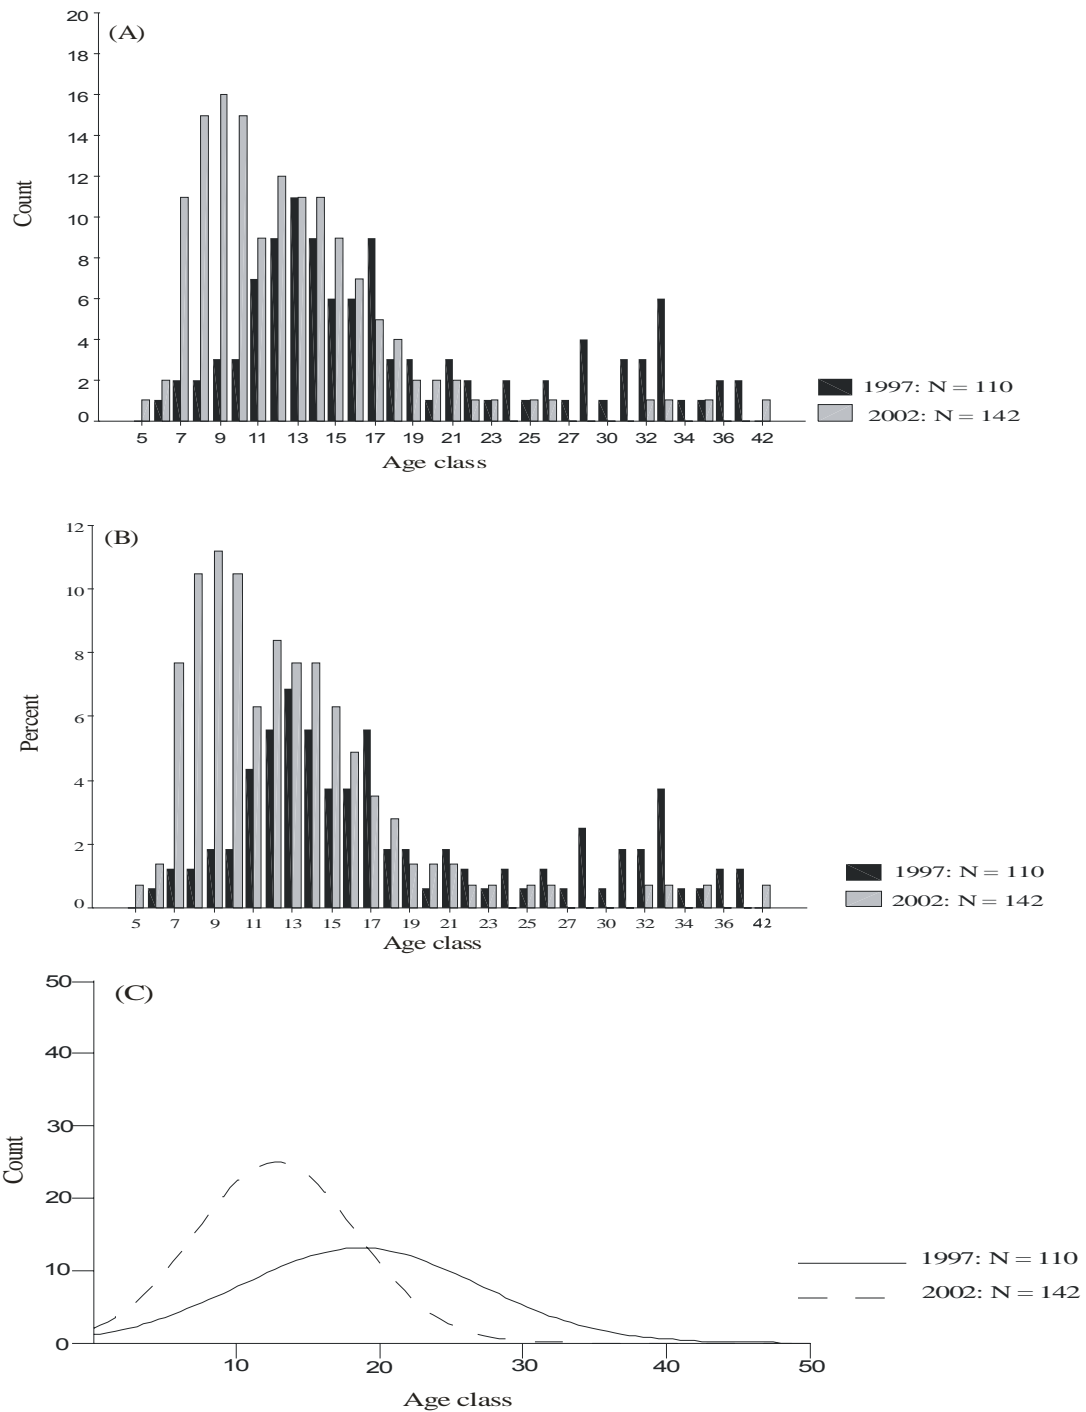 (A)
Count
20
18
16
14
12
10
8
6
4
2
0
5 7 9 11 13 15 17 19 21 23 25 27 30 32 34 36 42
Age class
1997: N = 110
2002: N = 142
(B)
Percent
12
10
8
6
4
2
0
5 7 9 11 13 15 17 19 21 23 25 27 30 32 34 36 42
Age class
1997: N = 110
2002: N = 142
(C)
Count
50
40
30
20
10
0
10 20 30 40 50
Age class
1997: N = 110
2002: N = 142